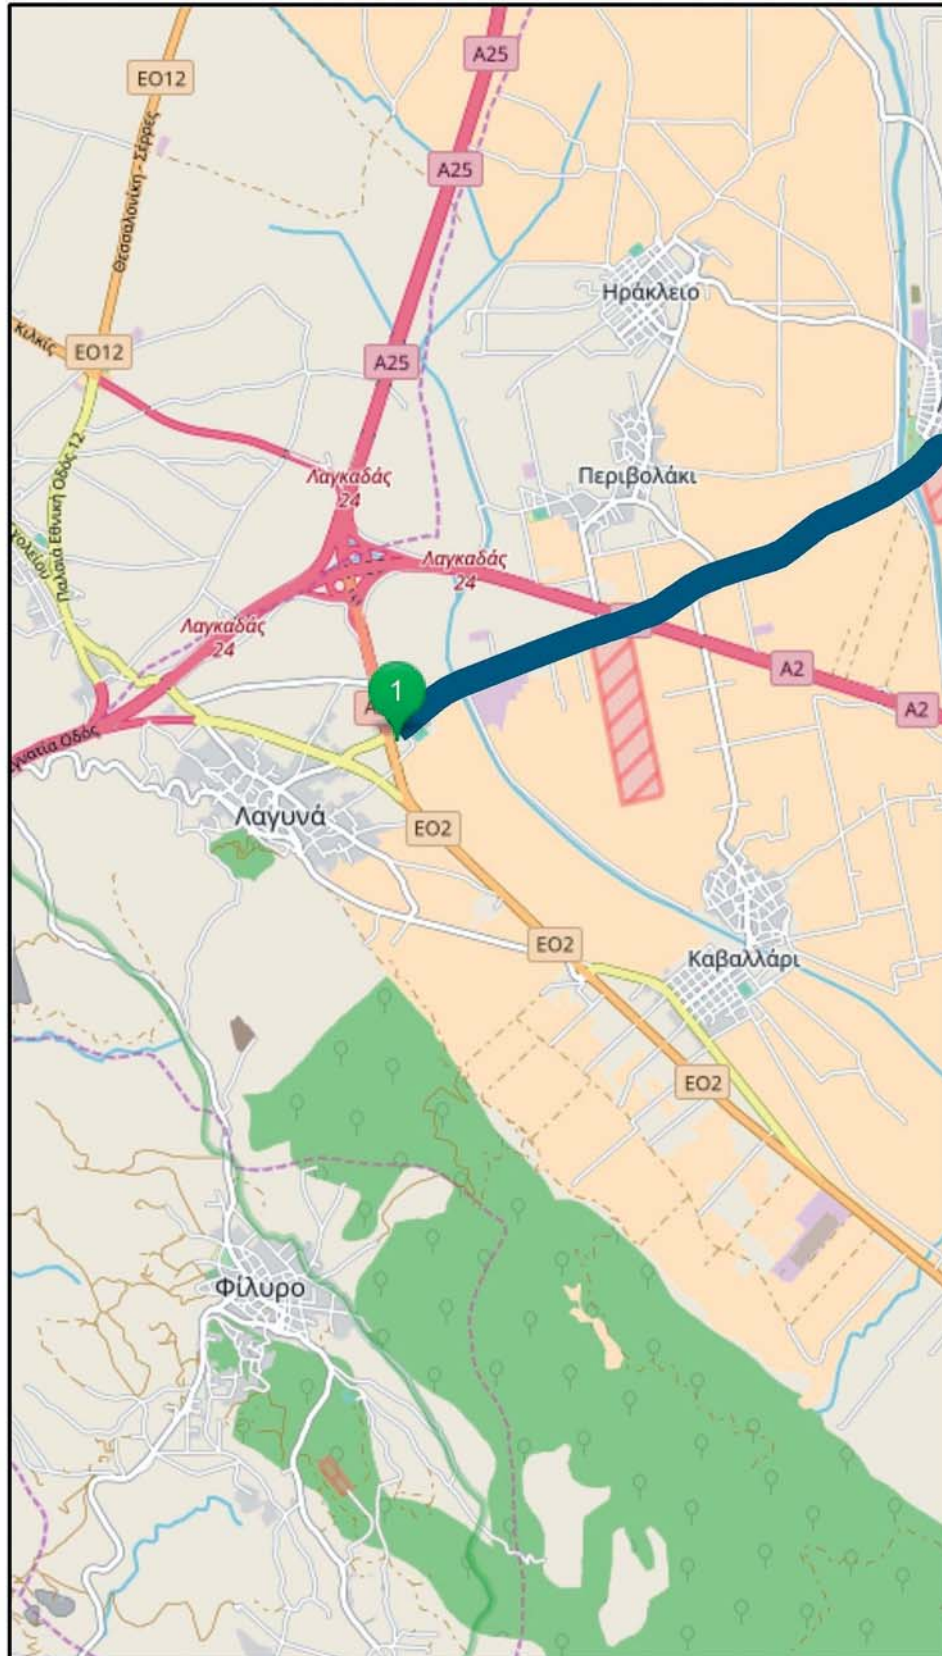 A25
EO12
A25
Θεσσαλονίκη - Σέρρες
Ηράκλειο
Κιλκίς
EO12
A25
Λαγκαδάς
24
Περιβολάκι
Παλαιά Εθνική Οδός 12
Λαγκαδάς
24
Λαγκαδάς
24
A2
1
A2
Λαγυνά
EO2
EO2
Καβαλλάρι
EO2
Φίλυρο